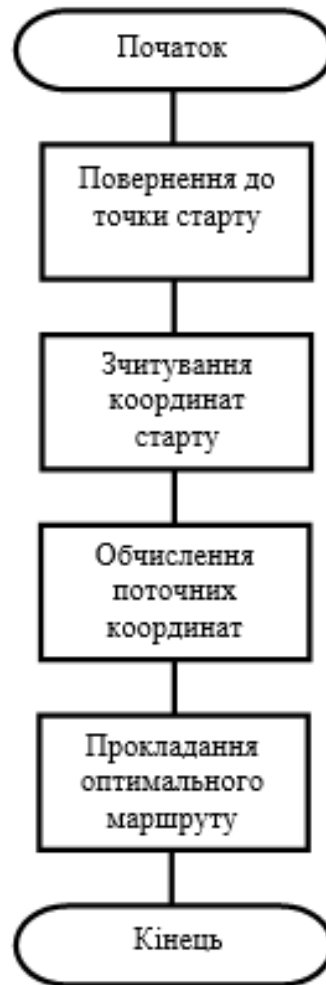 Початок
Повернення до
точки старту
Зчитування
координат
старту
Обчислення
поточних
координат
Прокладання
оптимального
маршруту
Кінець